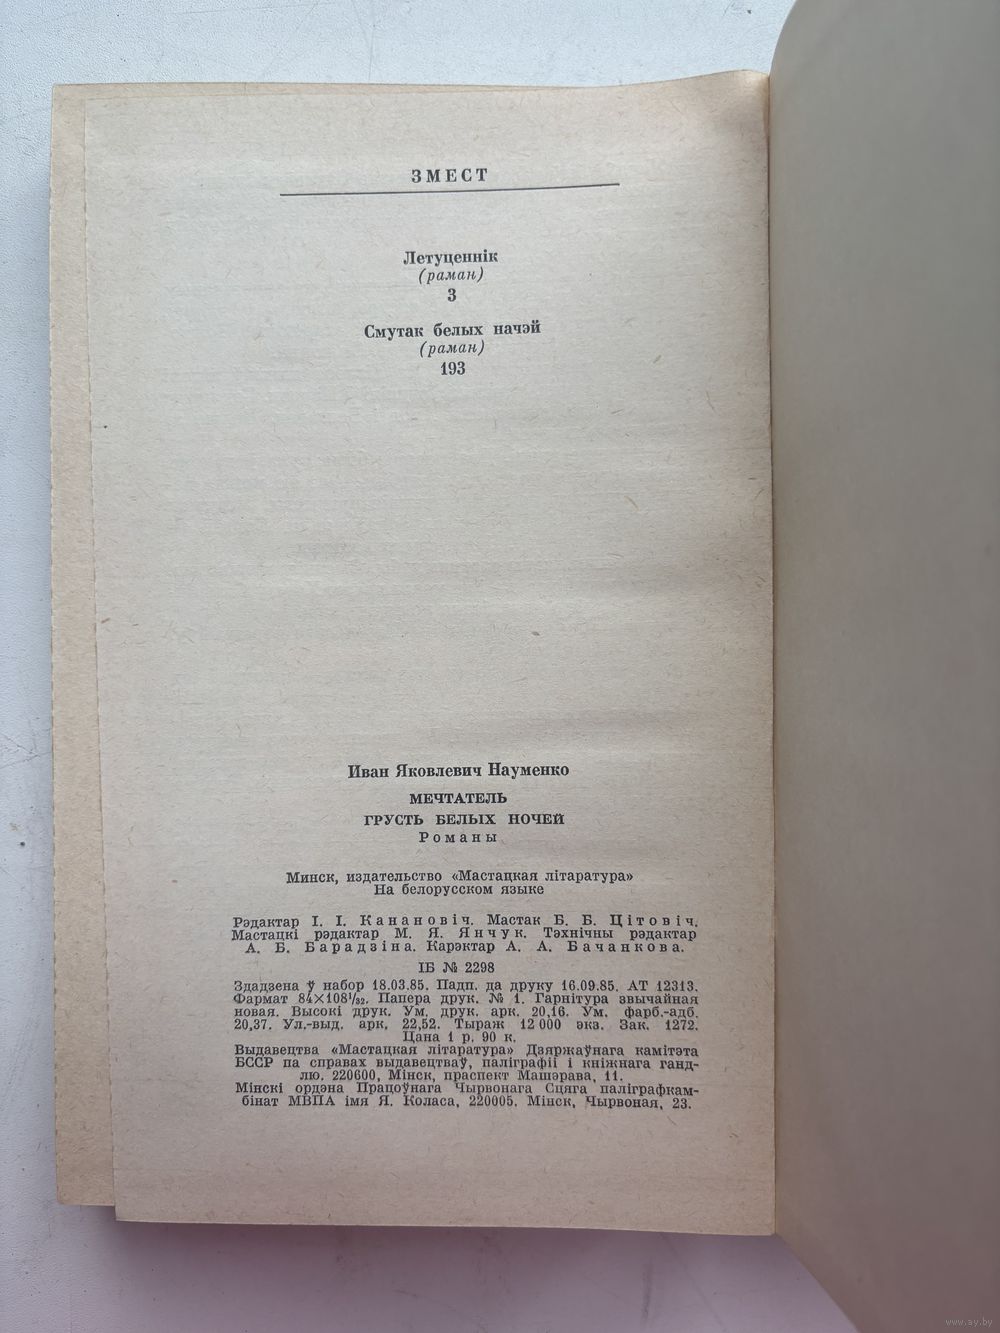 ЗМЕСТ
Летуценнік
(раман)
3
Смутак белых начэй
(раман)
193
Иван Яковлевич Науменко
МЕЧТАТЕЛЬ
ГРУСТЬ БЕЛЫХ НОЧЕЙ
Романы
Минск, издательство «Мастацкая літаратура»
На белорусском языке
Рэдактар І. І. Канановіч. Мастак Б. Б. Цітовіч.
Мастацкі рэдактар М. Я. Янчук. Тэхнічны рэдактар
А. Б. Барадзіна. Карэктар А. А. Бачанкова.
ІБ № 2298
Здадзена ў набор 18.03.85. Падп. да друку 16.09.85. АТ 12313.
Фармат 84×108¹/₃₂. Папера друк. № 1. Гарнітура звычайная
новая. Высокі друк. Ум. друк. арк. 20,16. Ум. фарб.-адб.
20,37. Ул.-выд. арк. 22,52. Тыраж 12 000 экз. Зак. 1272.
Цана 1 р. 90 к.
Выдавецтва «Мастацкая літаратура» Дзяржаўнага камітэта
БССР па справах выдавецтваў, паліграфіі і кніжнага ганд-
лю. 220600, Мінск, праспект Машэрава, 11.
Мінскі ордэна Працоўнага Чырвонага Сцяга паліграфкам-
бінат МВПА імя Я. Коласа, 220005. Мінск, Чырвоная, 23.
www.ay.by